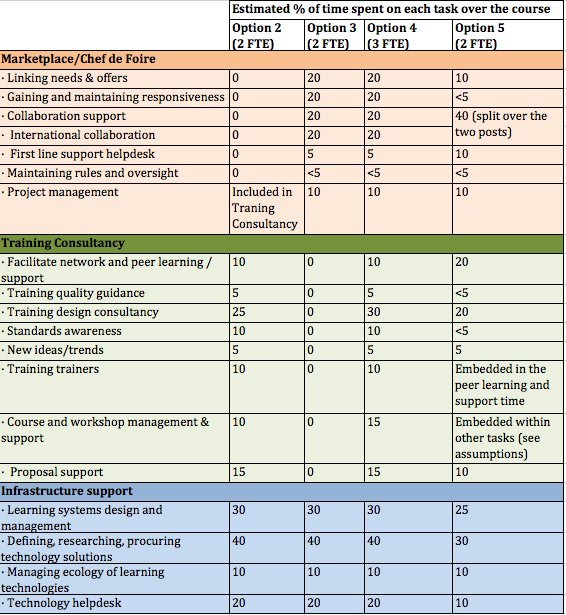 Estimated % of time spent on each task over the course
Option 2 Option 3 Option 4 Option 5
(2 FTE) (2 FTE) (3 FTE) (2 FTE)
Marketplace/Chef de Foire
· Linking needs & offers 0 20 20 10
· Gaining and maintaining responsiveness 0 20 20 <5
· Collaboration support 0 20 20 40 (split over the
· International collaboration 0 20 20 two posts)
· First line support helpdesk 0 5 5 10
· Maintaining rules and oversight 0 <5 <5 <5
· Project management Included in 10 10 10
Traning
Consultancy
Training Consultancy
· Facilitate network and peer learning / 10 0 10 20
support
· Training quality guidance 5 0 5 <5
· Training design consultancy 25 0 30 20
· Standards awareness 10 0 10 <5
· New ideas/trends 5 0 5 5
· Training trainers 10 0 10 Embedded in the
peer learning and
support time
· Course and workshop management & 10 0 15 Embedded within
support other tasks (see
assumptions)
· Proposal support 15 0 15 10
Infrastructure support
· Learning systems design and 30 30 30 25
management
· Defining, researching, procuring 40 40 40 30
technology solutions
· Managing ecology of learning 10 10 10 10
technologies
· Technology helpdesk 20 20 20 10